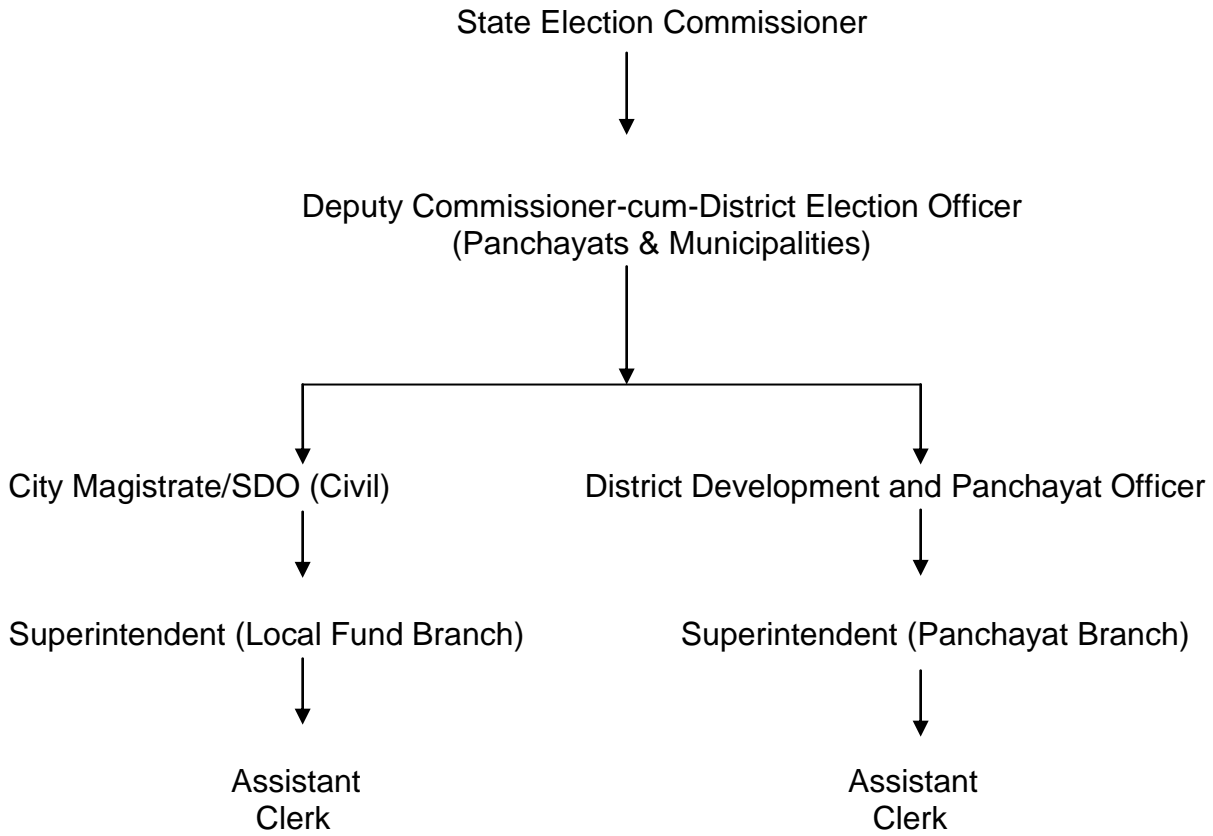 State Election Commissioner
Deputy Commissioner-cum-District Election Officer
(Panchayats & Municipalities)
City Magistrate/SDO (Civil)
District Development and Panchayat Officer
Superintendent (Local Fund Branch)
Superintendent (Panchayat Branch)
Assistant
Clerk
Assistant
Clerk